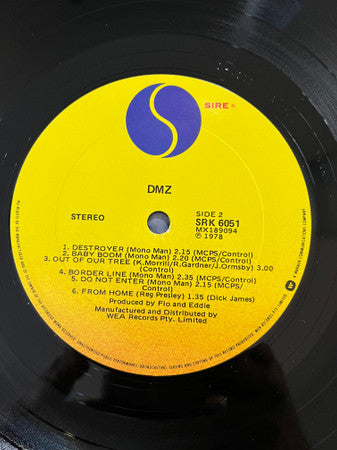 SIRE
DMZ
STEREO
SIDE 2
SRK 6051
MX189094
℗ 1978
1. DESTROYER (Mono Man) 2.15 (MCPS/Control)
2. BABY BOOM (Mono Man) 2.20 (MCPS/Control)
3. OUT OF OUR TREE (K.Morrill/R.Gardner/J.Ormsby) 3.00
(Control)
4. BORDER LINE (Mono Man) 2.35 (MCPS/Control)
5. DO NOT ENTER (Mono Man) 2.15 (MCPS/
Control)
6. FROM HOME (Reg Presley) 1.35 (Dick James)
Produced by Flo and Eddie
Manufactured and Distributed by
WEA Records Pty. Limited